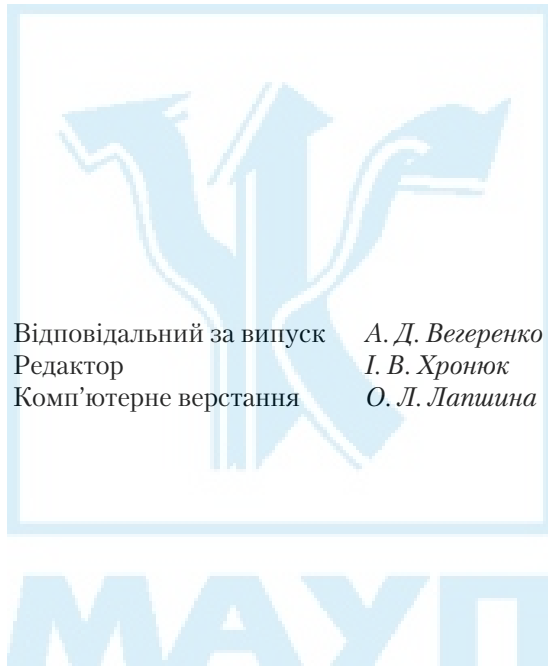 Відповідальний за випуск А. Д. Вегеренко
Редактор І. В. Хронюк
Комп’ютерне верстання О. Л. Лапшина
МАУП